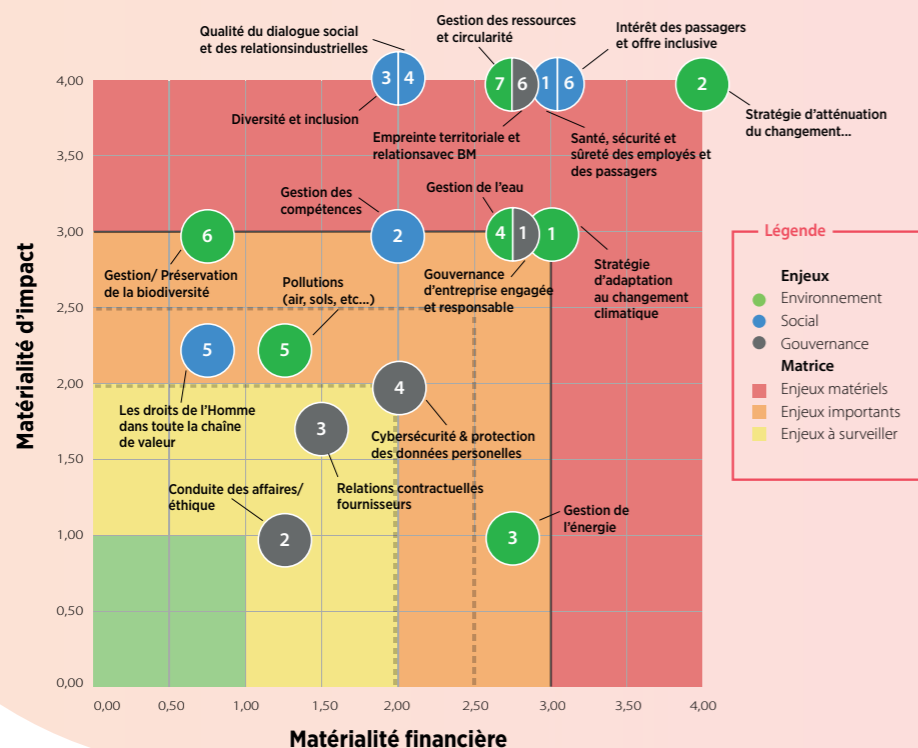 Qualité du dialogue social
et des relationsindustrielles
Gestion des ressources
et circularité
Intérêt des passagers
et offre inclusive
4,00
3
4
7
6
1
6
2
Stratégie d'atténuation
du changement...
Diversité et inclusion
Empreinte territoriale et
relationsavec BM
Santé, sécurité et
sûreté des employés et
des passagers
3,50
Gestion des
compétences
Gestion de l'eau
3,00
6
2
4
1
1
Gestion/ Préservation
de la biodiversité
Pollutions
(air, sols, etc...)
Gouvernance
d'entreprise engagée
et responsable
Stratégie
d'adaptation
au changement
climatique
2,50
5
5
2,00
4
Les droits de l'Homme
dans toute la chaîne
de valeur
3
Cybersécurité & protection
des données personelles
1,50
Conduite des affaires/
éthique
Relations contractuelles
fournisseurs
Gestion de
l'énergie
1,00
2
3
0,50
0,00
0,00
0,50
1,00
1,50
2,00
2,50
3,00
3,50
4,00
Matérialité d'impact
Matérialité financière
Légende
Enjeux
Environnement
Social
Gouvernance
Matrice
Enjeux matériels
Enjeux importants
Enjeux à surveiller